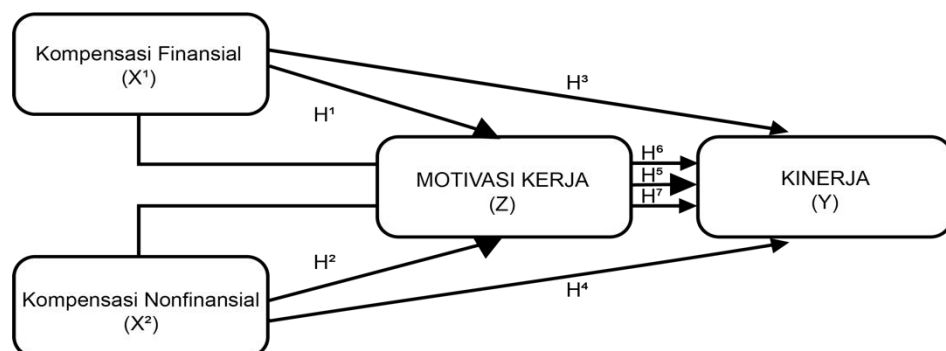 Kompensasi Finansial
(X¹)
H³
H¹
MOTIVASI KERJA
(Z)
H⁶
H⁵
H⁷
KINERJA
(Y)
H²
Kompensasi Nonfinansial
(X²)
H⁴